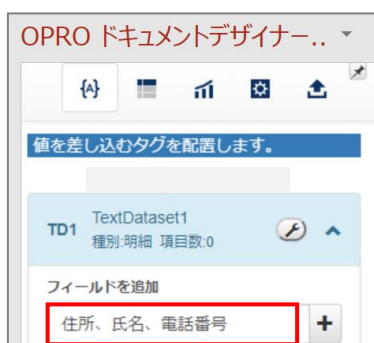 OPRO ドキュメントデザイナー..
{A}
値を差し込むタグを配置します。
TD1 TextDataset1
種別:明細 項目数:0
フィールドを追加
住所、氏名、電話番号 +